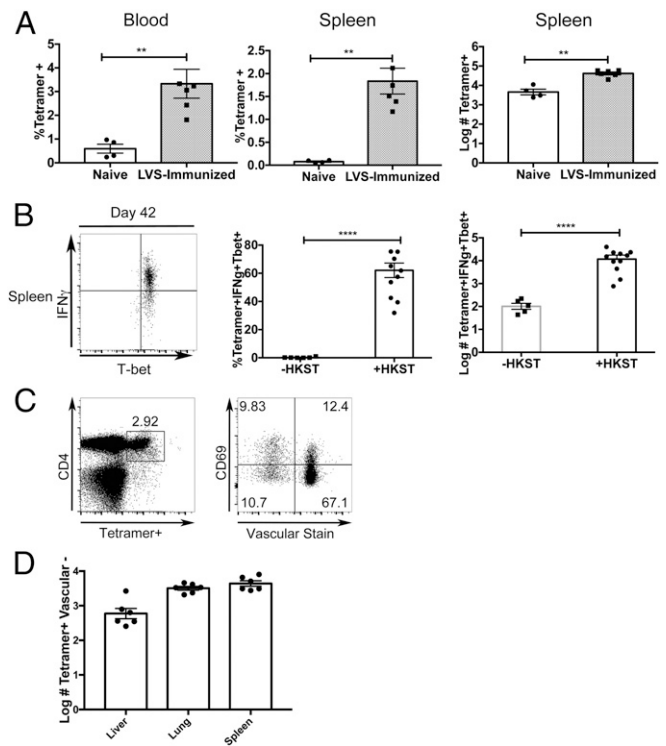 A
Blood
Spleen
Spleen
**
**
**
%Tetramer +
5
4
3
2
1
0
Naive
LVS-Immunized
%Tetramer +
2.5
2.0
1.5
1.0
0.5
0.0
Naive
LVS-Immunized
Log # Tetramer+
6
4
2
0
Naive
LVS-Immunized
B
Day 42
Spleen
IFNγ
T-bet
****
%Tetramer+IFNg+Tbet+
80
60
40
20
0
-HKST
+HKST
****
Log # Tetramer+IFNg+Tbet+
5
4
3
2
1
0
-HKST
+HKST
C
2.92
CD4
Tetramer+
9.83
12.4
CD69
10.7
67.1
Vascular Stain
D
Log # Tetramer+ Vascular -
4
3
2
1
0
Liver
Lung
Spleen